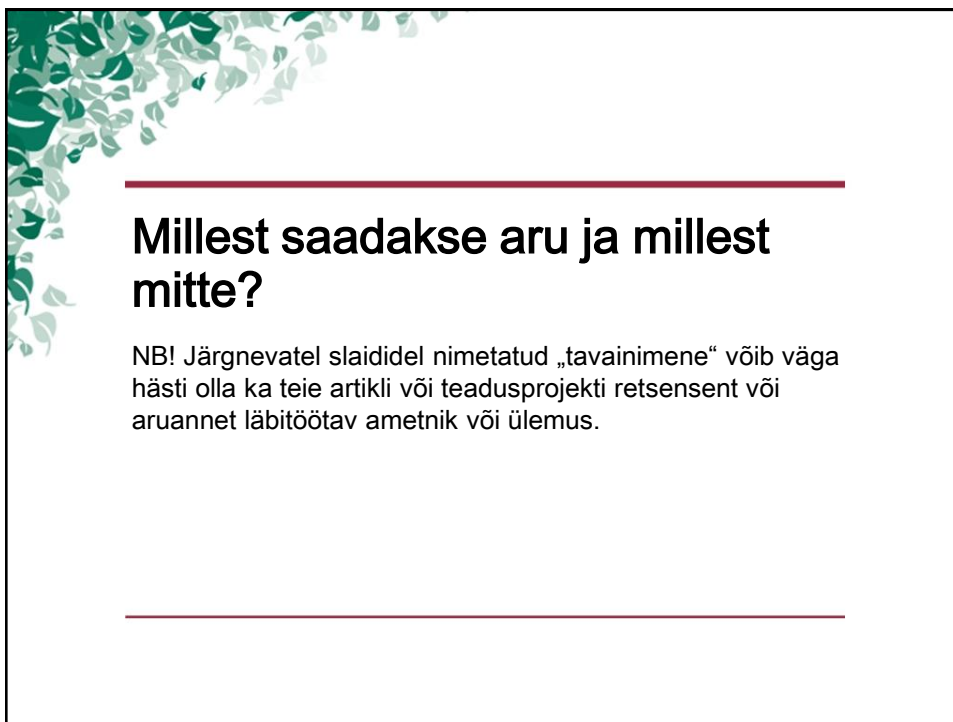 Millest saadakse aru ja millest
mitte?
NB! Järgnevatel slaididel nimetatud „tavainimene“ võib väga
hästi olla ka teie artikli või teadusprojekti retsensent või
aruannet läbitöötav ametnik või ülemus.